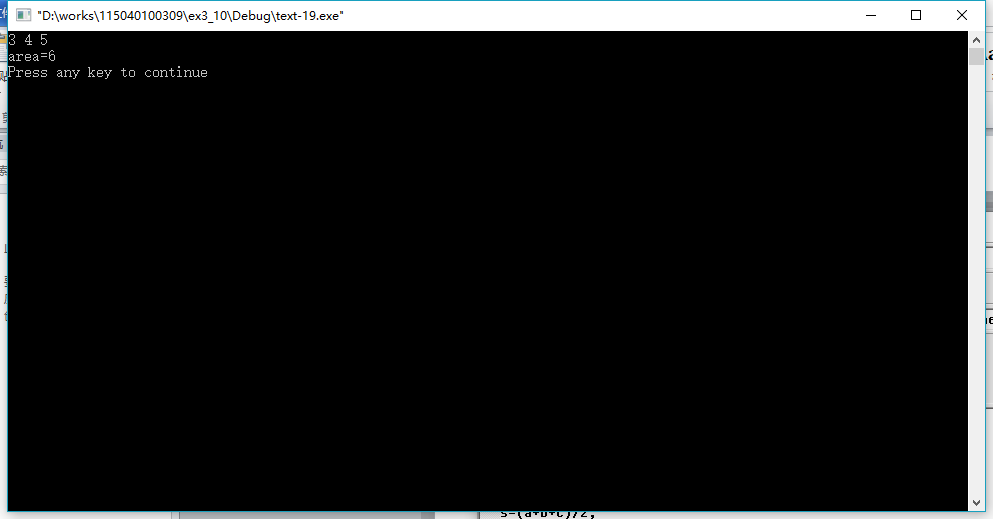 "D:\works\115040100309\ex3_10\Debug\text-19.exe"
3 4 5
area=6
Press any key to continue
s=(a+b+c)/2;